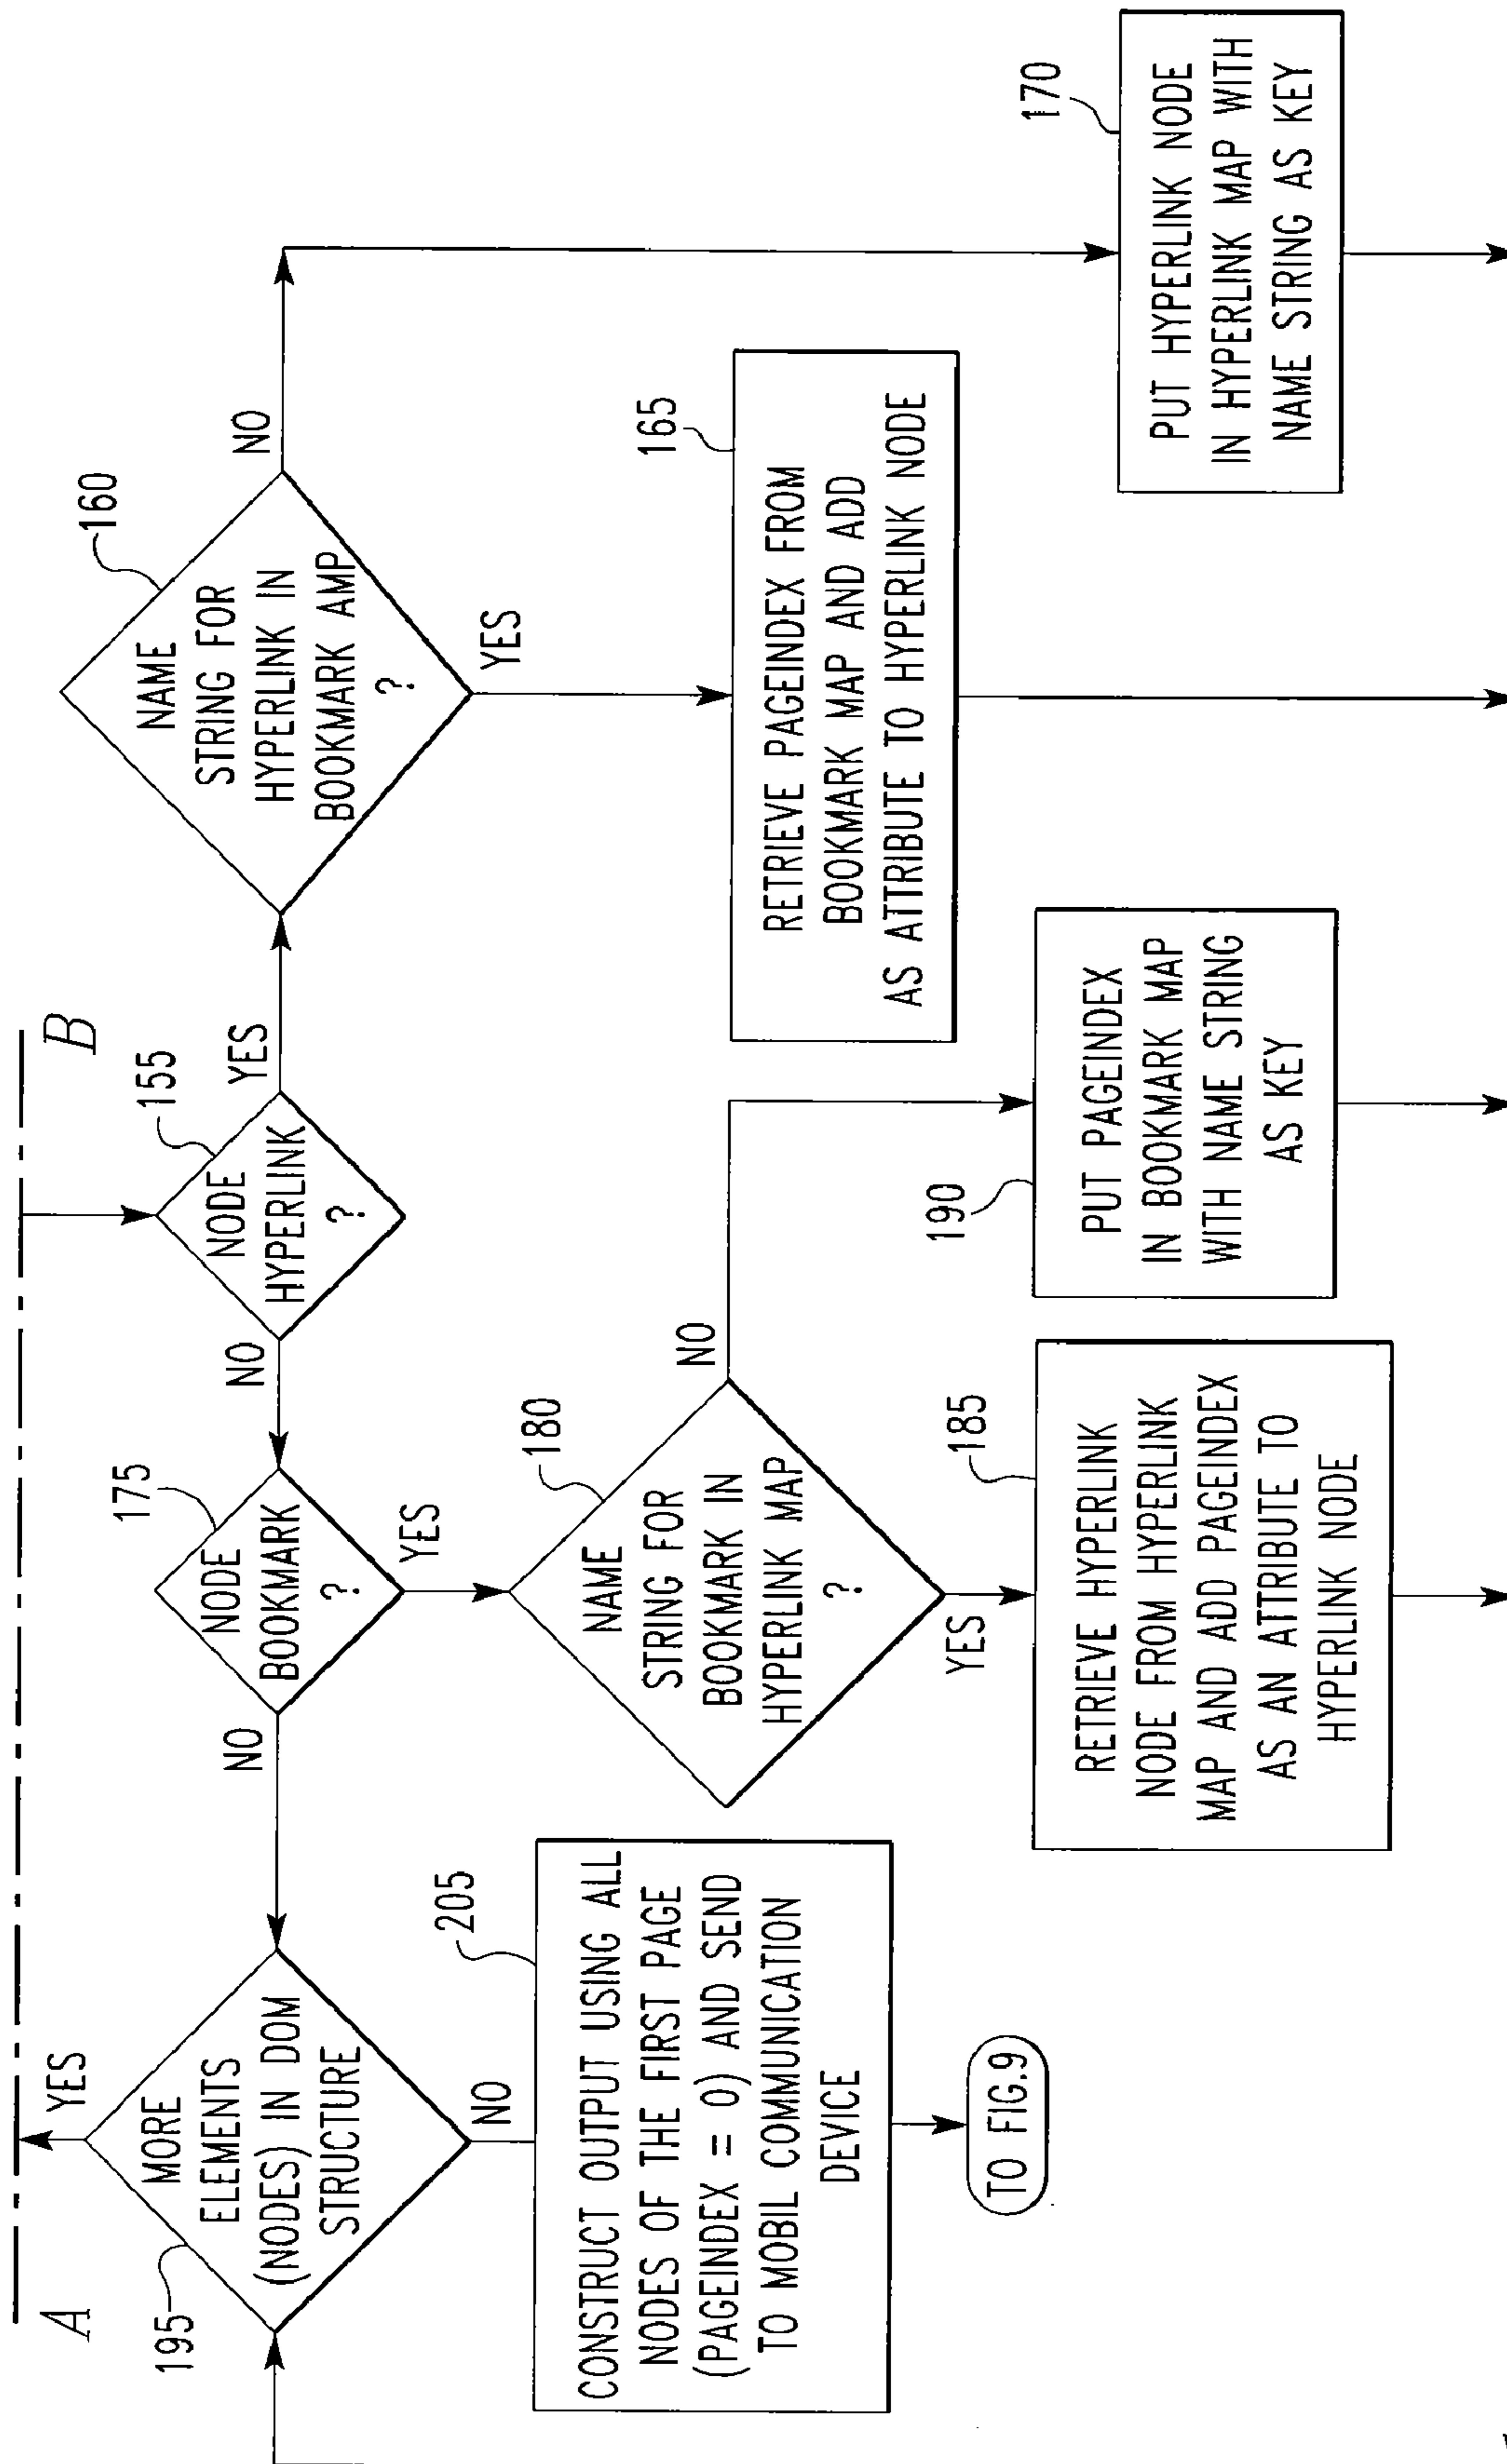 A
B
YES
195
MORE
ELEMENTS
(NODES) IN DOM
STRUCTURE
NO
NO
175
NODE
BOOKMARK
?
YES
NO
155
NODE
HYPERLINK
?
YES
160
NAME
STRING FOR
HYPERLINK IN
BOOKMARK AMP
?
NO
YES
205
CONSTRUCT OUTPUT USING ALL
NODES OF THE FIRST PAGE
(PAGEINDEX = 0) AND SEND
TO MOBIL COMMUNICATION
DEVICE
TO FIG.9
180
NAME
STRING FOR
BOOKMARK IN
HYPERLINK MAP
?
NO
YES
165
RETRIEVE PAGEINDEX FROM
BOOKMARK MAP AND ADD
AS ATTRIBUTE TO HYPERLINK NODE
185
RETRIEVE HYPERLINK
NODE FROM HYPERLINK
MAP AND ADD PAGEINDEX
AS AN ATTRIBUTE TO
HYPERLINK NODE
190
PUT PAGEINDEX
IN BOOKMARK MAP
WITH NAME STRING
AS KEY
170
PUT HYPERLINK NODE
IN HYPERLINK MAP WITH
NAME STRING AS KEY